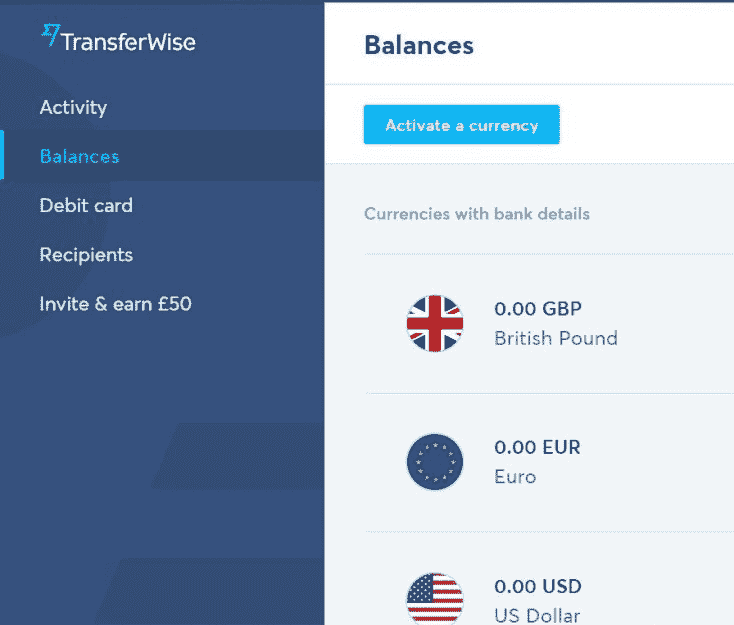 TransferWise
Activity
Balances
Debit card
Recipients
Invite & earn £50
Balances
Activate a currency
Currencies with bank details
0.00 GBP
British Pound
0.00 EUR
Euro
0.00 USD
US Dollar